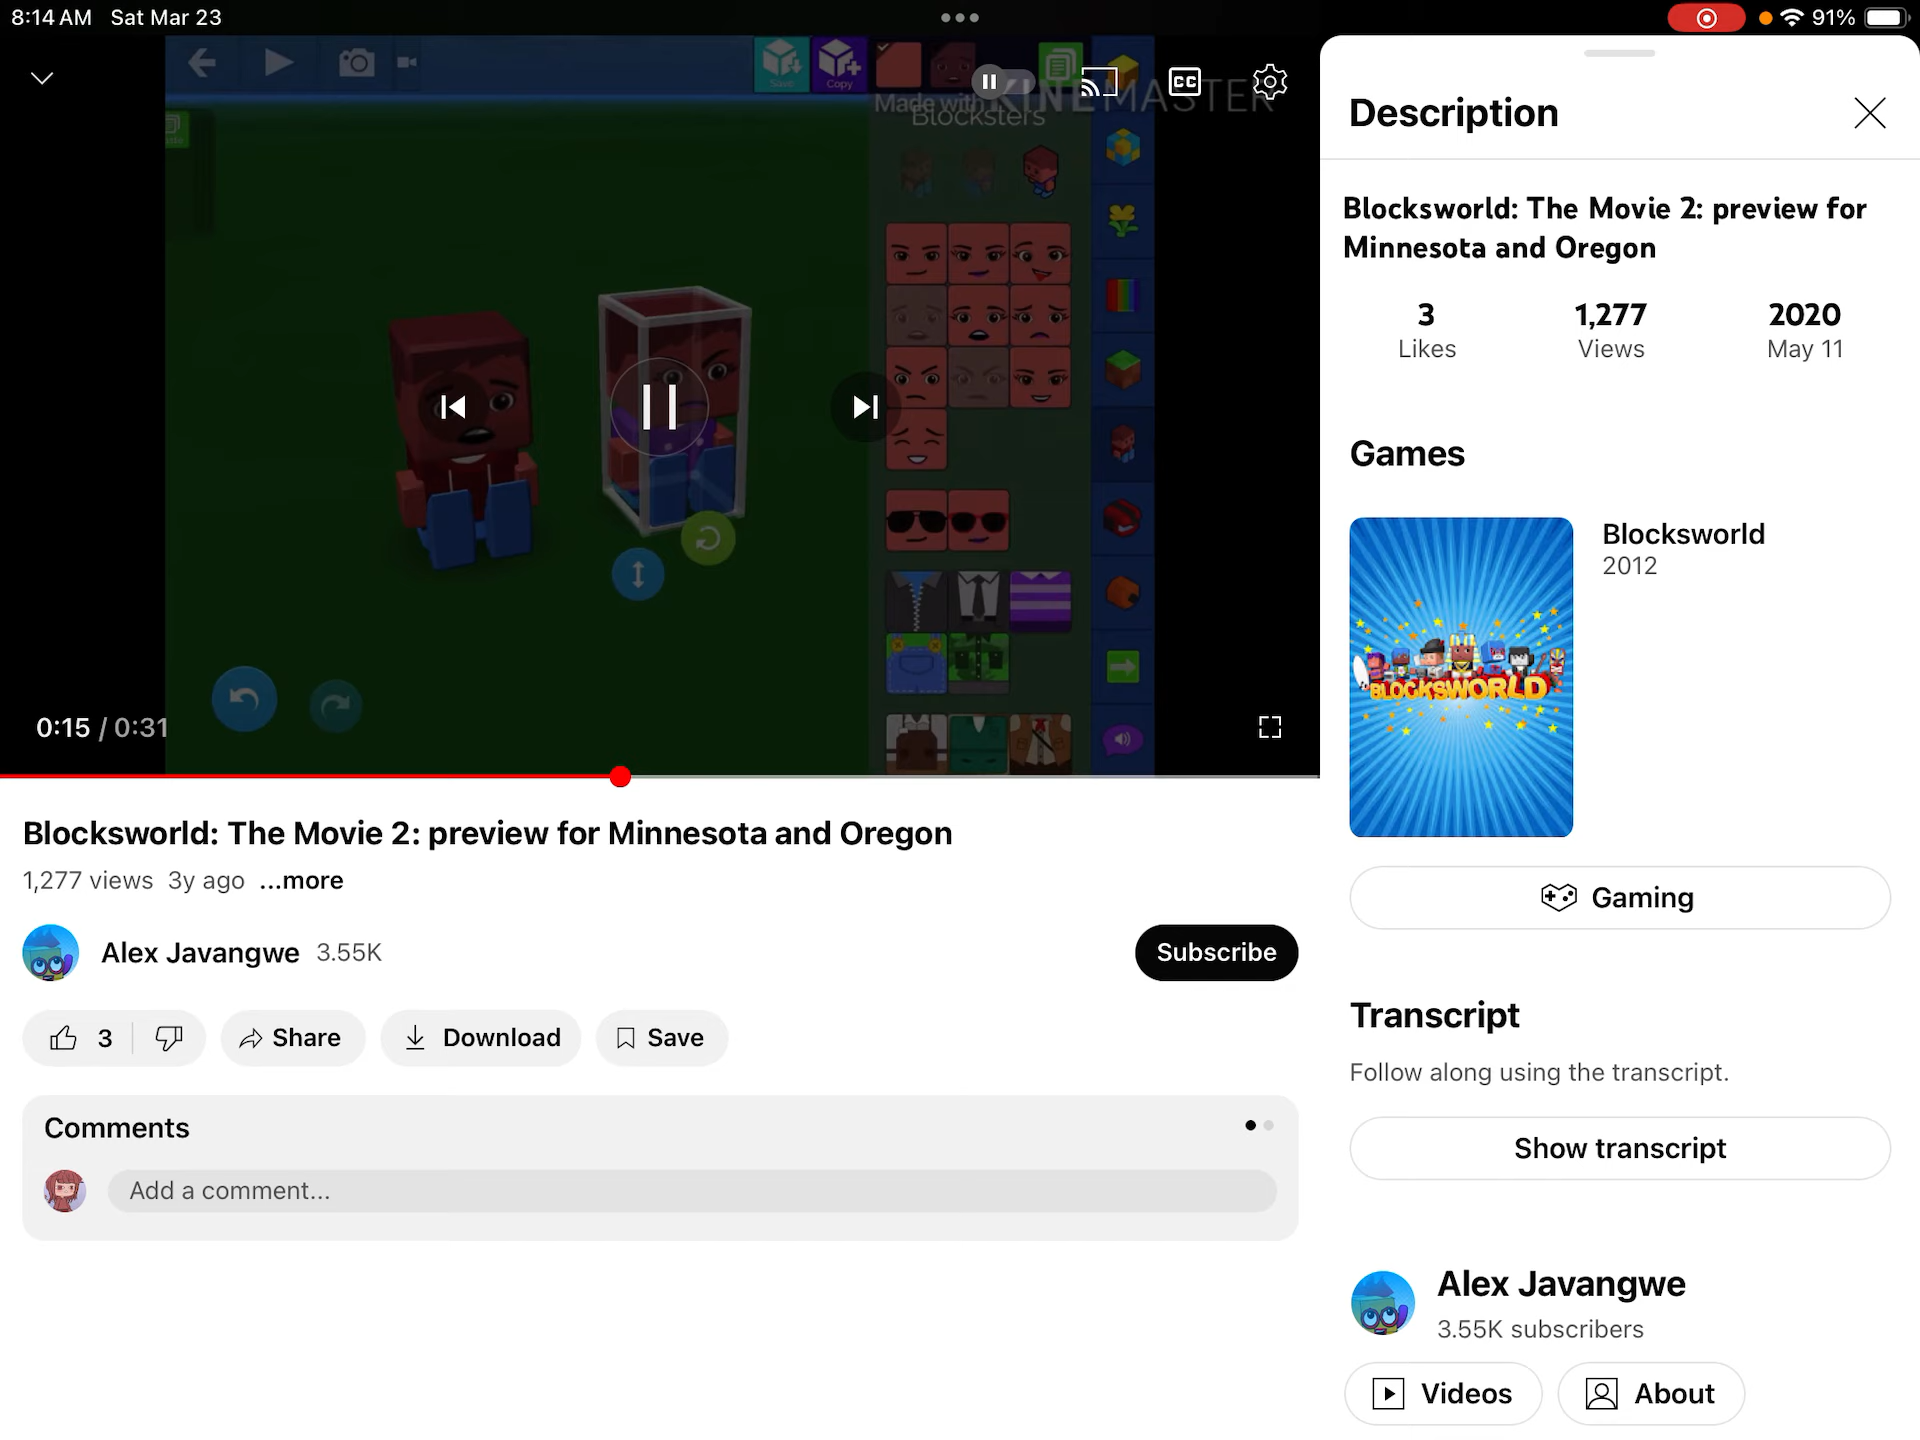 8:14 AM Sat Mar 23
91%
Save
Copy
CC
Made with KINEMASTER
Blocksters
0:15 / 0:31
Blocksworld: The Movie 2: preview for Minnesota and Oregon
1,277 views 3y ago ...more
Alex Javangwe 3.55K
Subscribe
3
Share
Download
Save
Comments
Add a comment...
Description
Blocksworld: The Movie 2: preview for
Minnesota and Oregon
3 1,277 2020
Likes Views May 11
Games
BLOCKSWORLD
Blocksworld
2012
Gaming
Transcript
Follow along using the transcript.
Show transcript
Alex Javangwe
3.55K subscribers
Videos About